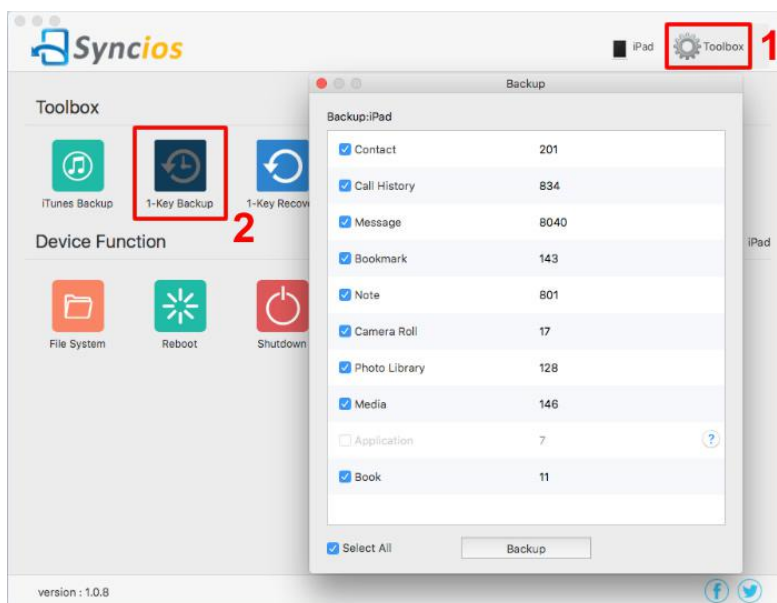 Syncios
iPad
Toolbox
1
Toolbox
iTunes Backup
1-Key Backup
1-Key Recov
2
Device Function
iPad
File System
Reboot
Shutdown
Backup
Backup:iPad
Contact 201
Call History 834
Message 8040
Bookmark 143
Note 801
Camera Roll 17
Photo Library 128
Media 146
Application 7 ?
Book 11
Select All
Backup
version : 1.0.8